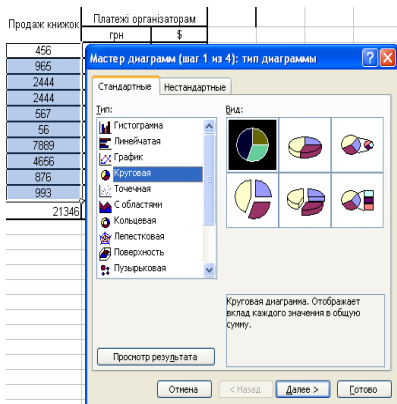 Продаж книжок
Платежі організаторам
грн $
456
965
2444
2444
567
56
7889
4656
876
993
21346
Мастер диаграмм (шаг 1 из 4): тип диаграммы
Стандартные Нестандартные
Тип:
Гистограмма
Линейчатая
График
Круговая
Точечная
С областями
Кольцевая
Лепестковая
Поверхность
Пузырьковая
Вид:
Круговая диаграмма. Отображает
вклад каждого значения в общую
сумму.
Просмотр результата
Отмена < Назад Далее > Готово